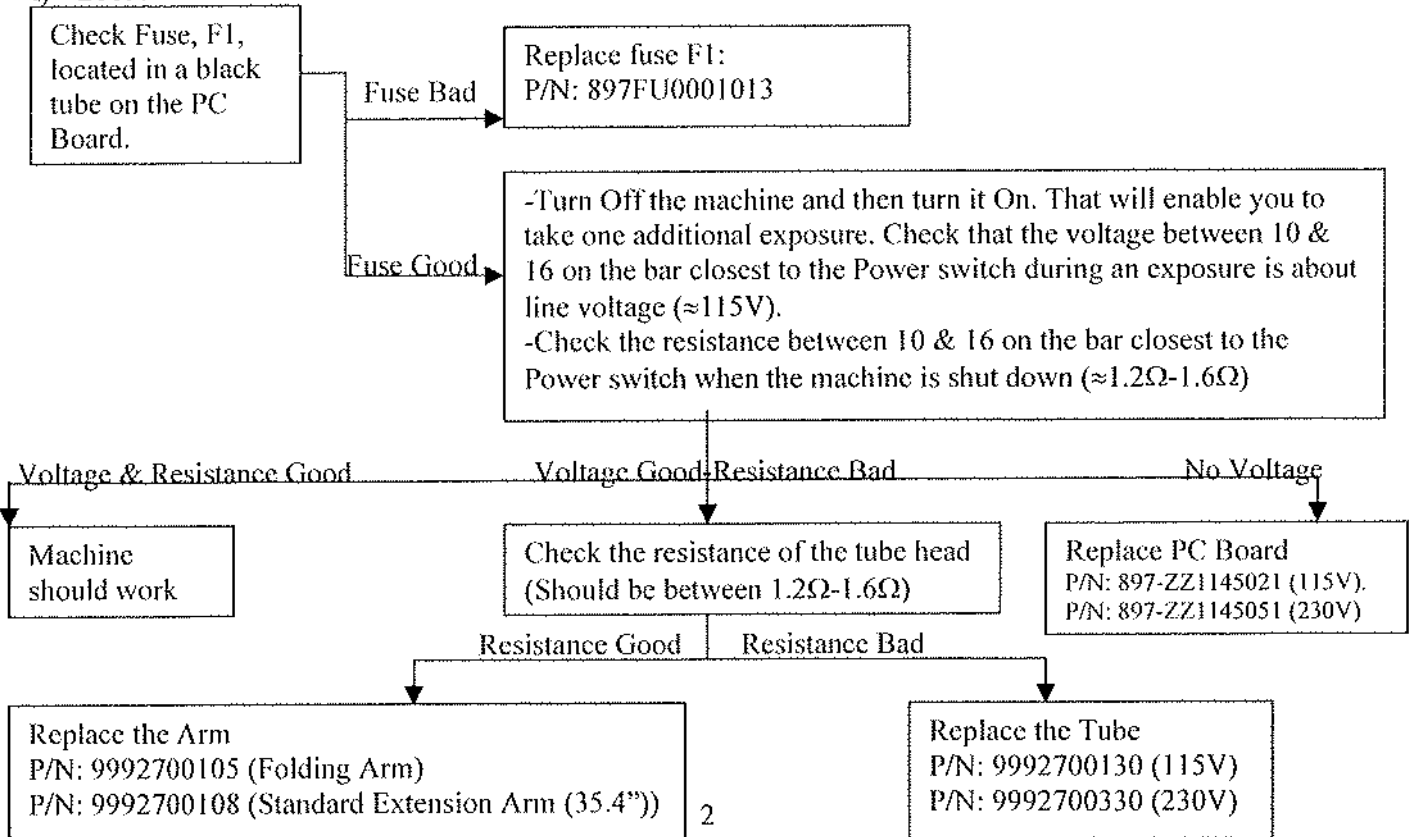 Check Fuse, F1,
located in a black
tube on the PC
Board.
Fuse Bad
Replace fuse F1:
P/N: 897FU0001013
Fuse Good
-Turn Off the machine and then turn it On. That will enable you to
take one additional exposure. Check that the voltage between 10 &
16 on the bar closest to the Power switch during an exposure is about
line voltage (≈115V).
-Check the resistance between 10 & 16 on the bar closest to the
Power switch when the machine is shut down (≈1.2Ω-1.6Ω)
Voltage & Resistance Good
Voltage Good-Resistance Bad
No Voltage
Machine
should work
Check the resistance of the tube head
(Should be between 1.2Ω-1.6Ω)
Replace PC Board
P/N: 897-ZZ1145021 (115V).
P/N: 897-ZZ1145051 (230V)
Resistance Good
Resistance Bad
Replace the Arm
P/N: 9992700105 (Folding Arm)
P/N: 9992700108 (Standard Extension Arm (35.4”))
2
Replace the Tube
P/N: 9992700130 (115V)
P/N: 9992700330 (230V)